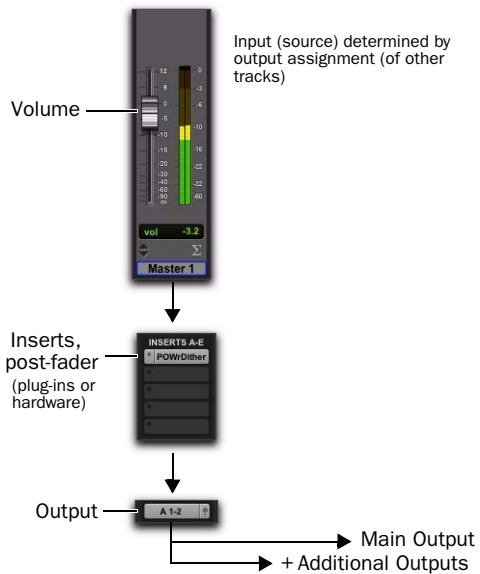 Input (source) determined by
output assignment (of other
tracks)
Volume
12
6
0
-5
-10
-15
-20
-30
-40
-60
-90
∞
0
-3
-6
-10
-16
-22
-32
-60
vol -3.2
Σ
Master 1
Inserts,
post-fader
(plug-ins or
hardware)
INSERTS A-E
POWrDither
Output
A 1-2
Main Output
+ Additional Outputs